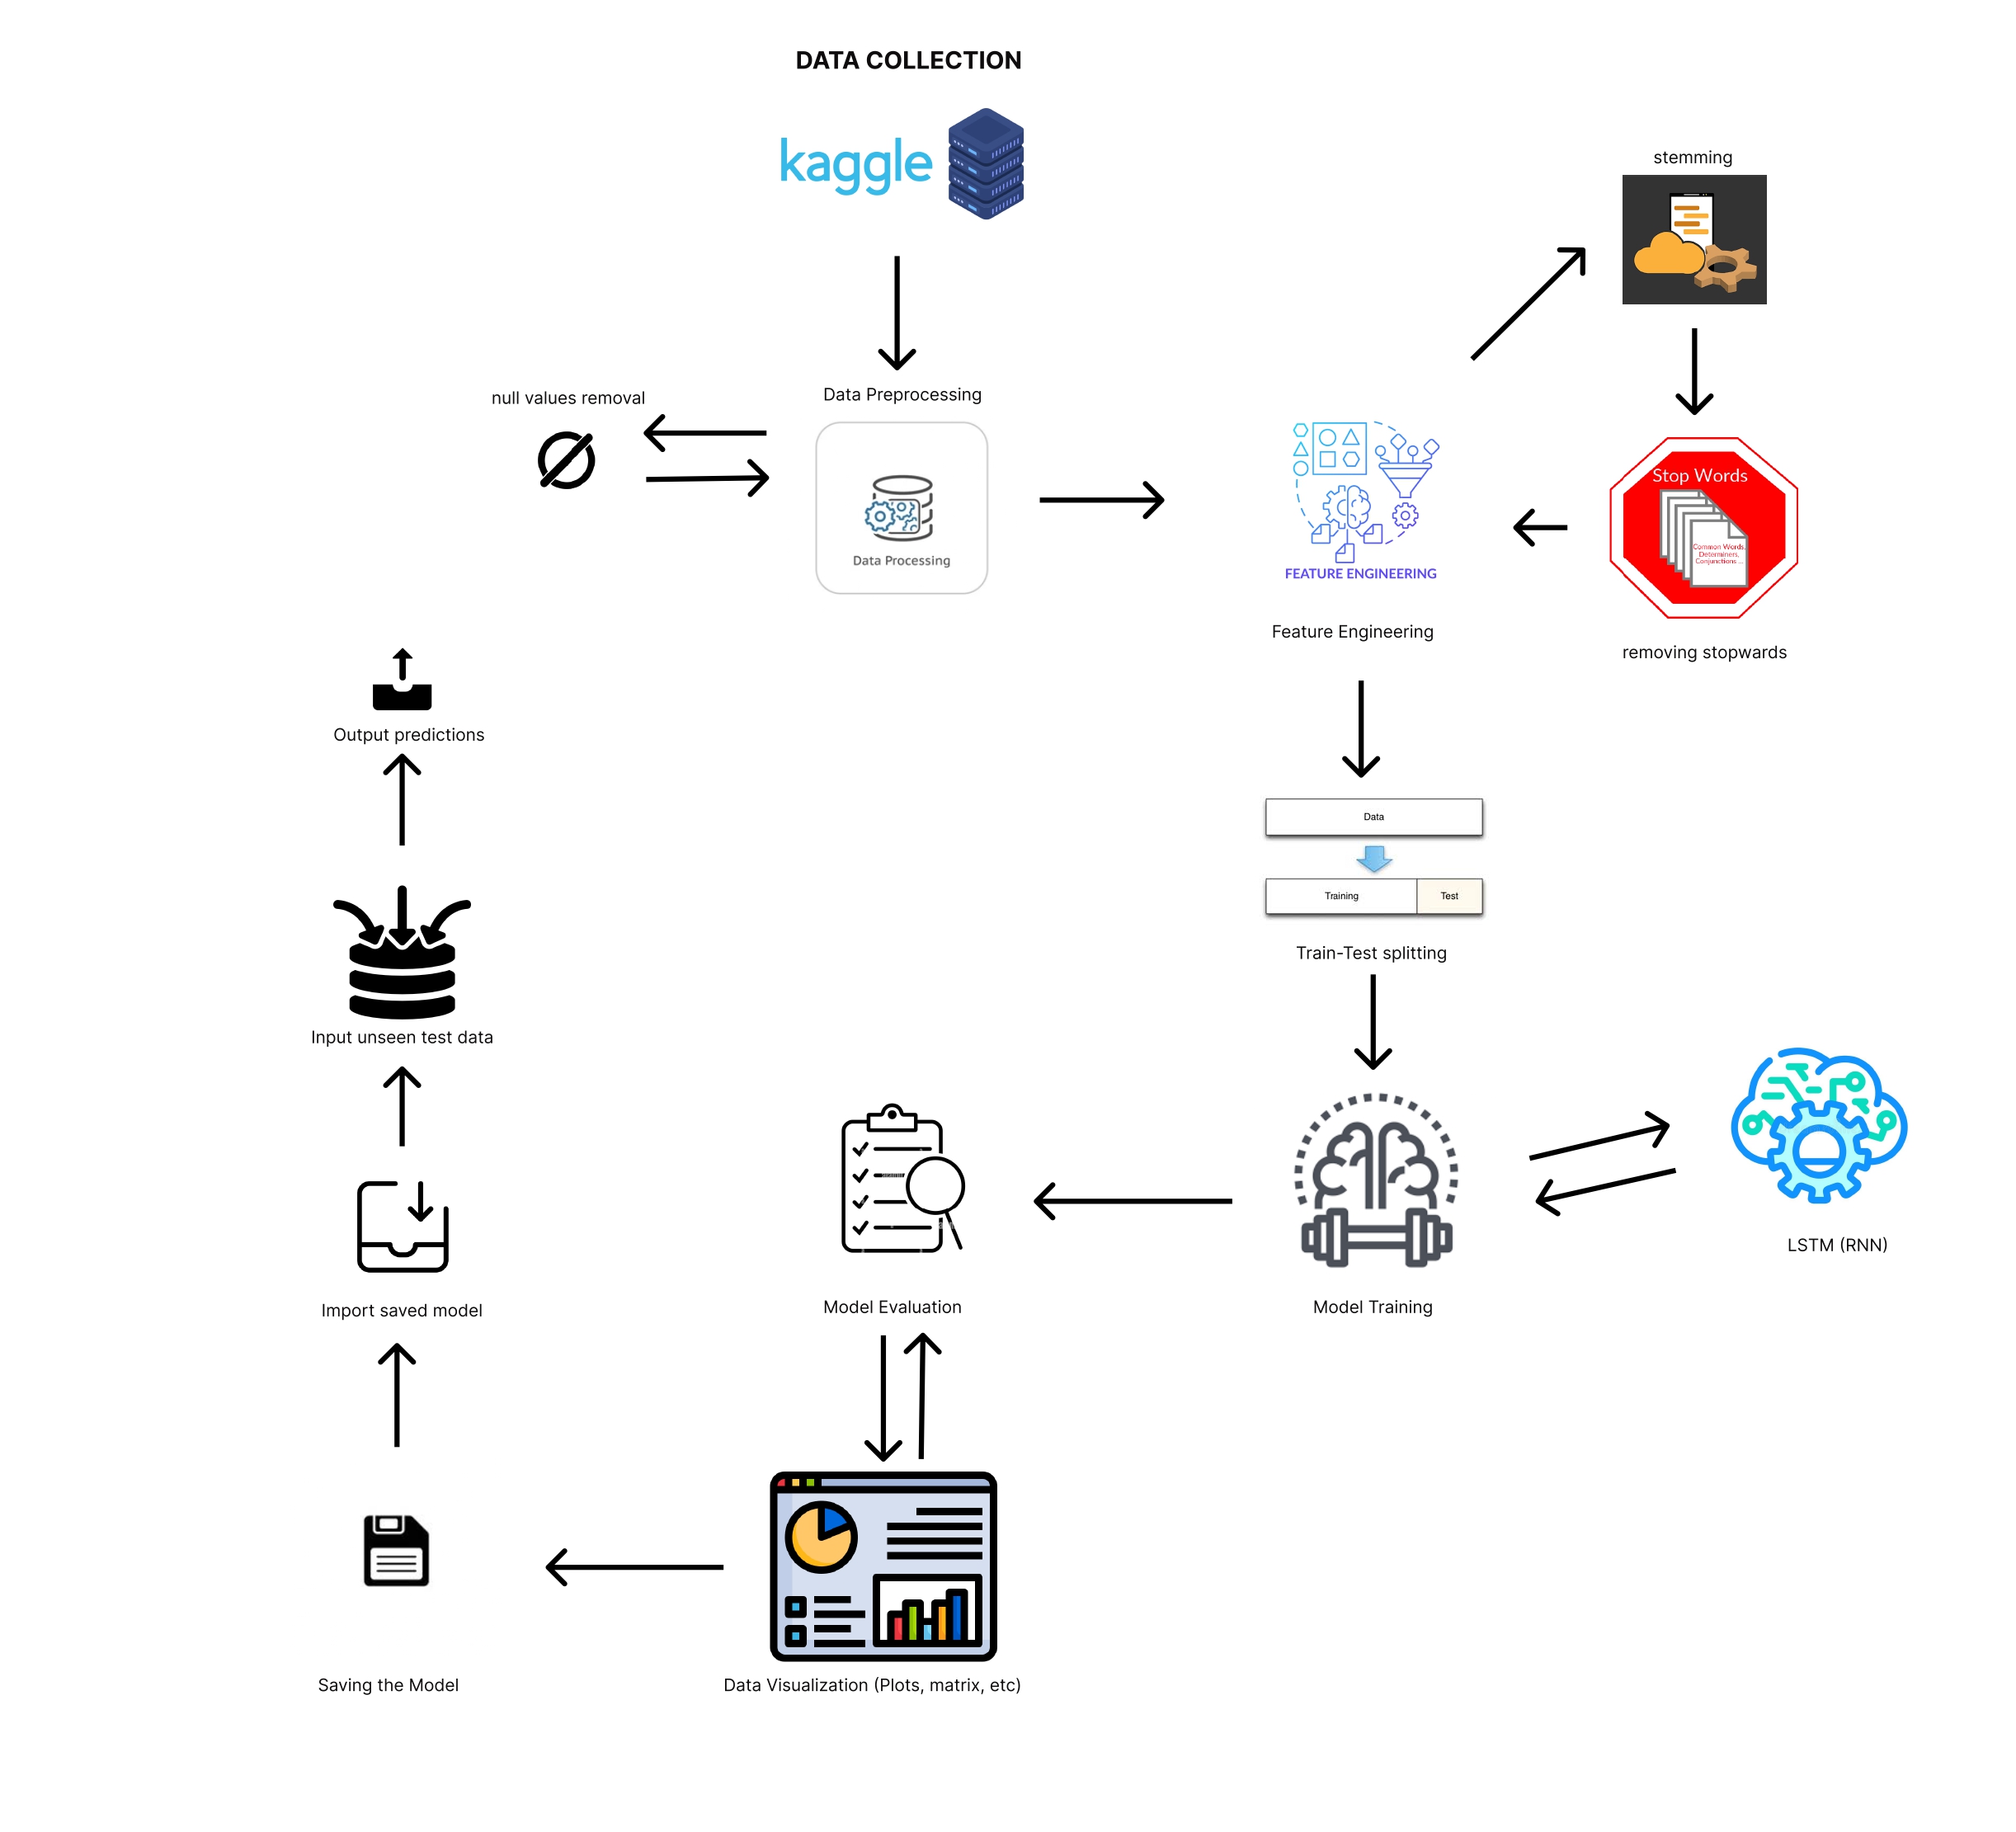 DATA COLLECTION
kaggle
stemming
null values removal
Data Preprocessing
Data Processing
FEATURE ENGINEERING
Feature Engineering
Stop Words
Common Words,
Determiners,
Conjunctions ...
removing stopwards
Output predictions
Data
Training
Test
Train-Test splitting
Input unseen test data
LSTM (RNN)
Import saved model
Model Evaluation
Model Training
Saving the Model
Data Visualization (Plots, matrix, etc)